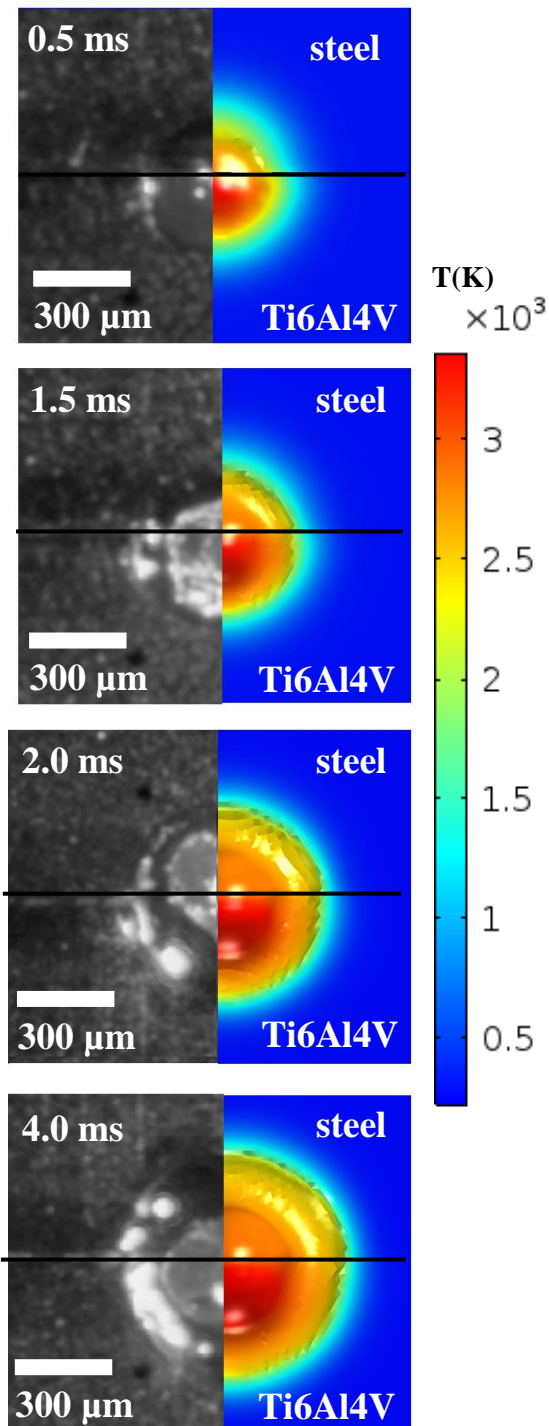 0.5 ms
steel
300 µm
Ti6Al4V
T(K)
×10³
3
2.5
2
1.5
1
0.5
1.5 ms
steel
300 µm
Ti6Al4V
2.0 ms
steel
300 µm
Ti6Al4V
4.0 ms
steel
300 µm
Ti6Al4V